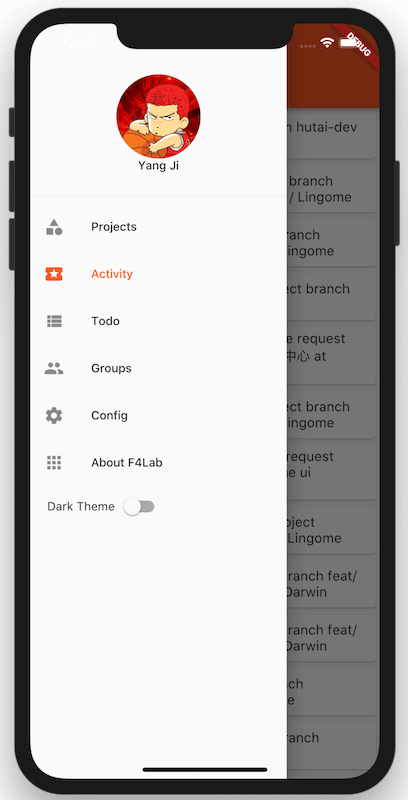 12:44
DEBUG
Yang Ji
Projects
Activity
Todo
Groups
Config
About F4Lab
Dark Theme
hutai-dev
branch
/ Lingome
ranch
ingome
ect branch
e request
中心 at
ect branch
ingome
request
e ui
oject
Lingome
ranch feat/
Darwin
ranch feat/
Darwin
ch
e
ranch